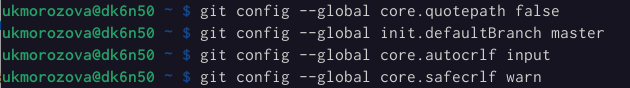 ukmorozova@dk6n50 ~ $ git config --global core.quotepath false
ukmorozova@dk6n50 ~ $ git config --global init.defaultBranch master
ukmorozova@dk6n50 ~ $ git config --global core.autocrlf input
ukmorozova@dk6n50 ~ $ git config --global core.safecrlf warn